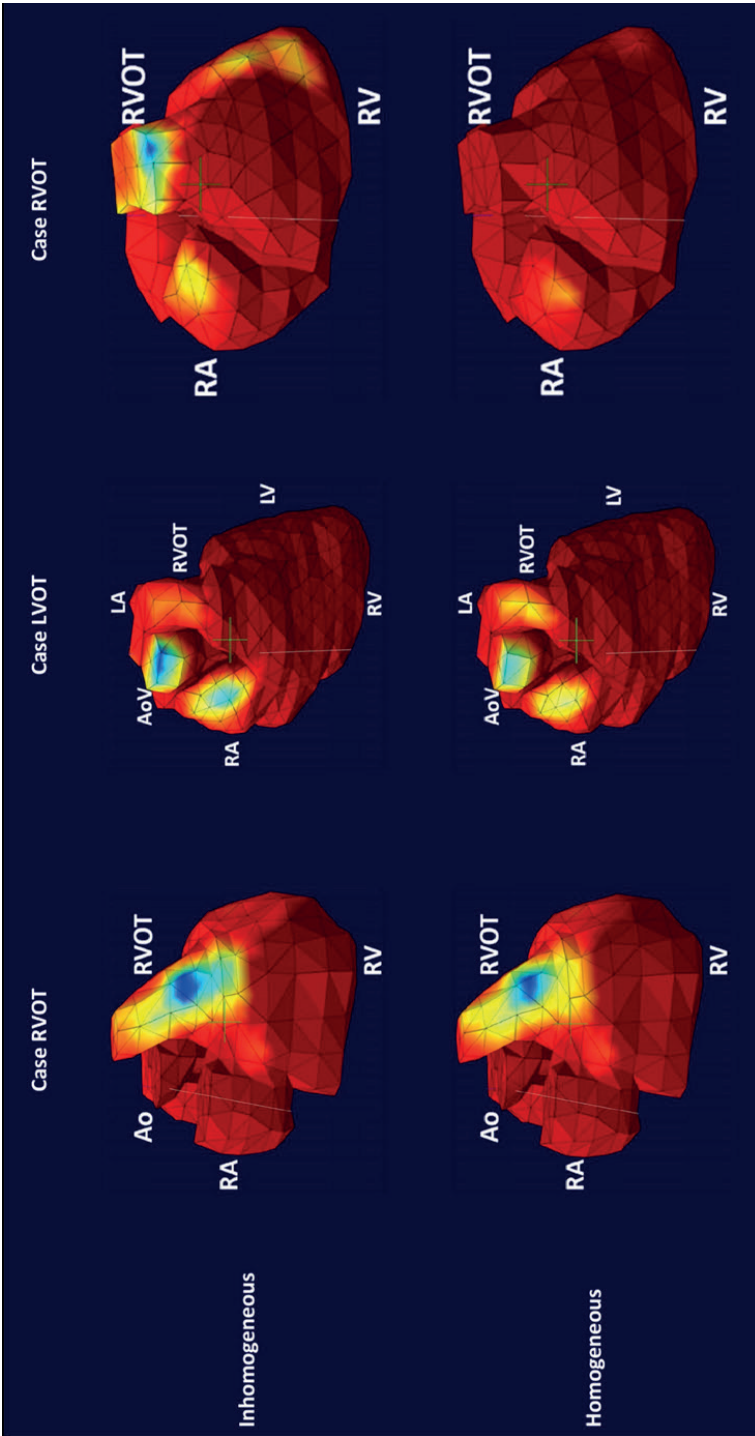 Case RVOT
Case LVOT
Case RVOT
Inhomogeneous
Ao
RVOT
RA
RV
LA
AoV
RVOT
LV
RA
RV
RVOT
RA
RV
Homogeneous
Ao
RVOT
RA
RV
LA
AoV
RVOT
LV
RA
RV
RVOT
RA
RV